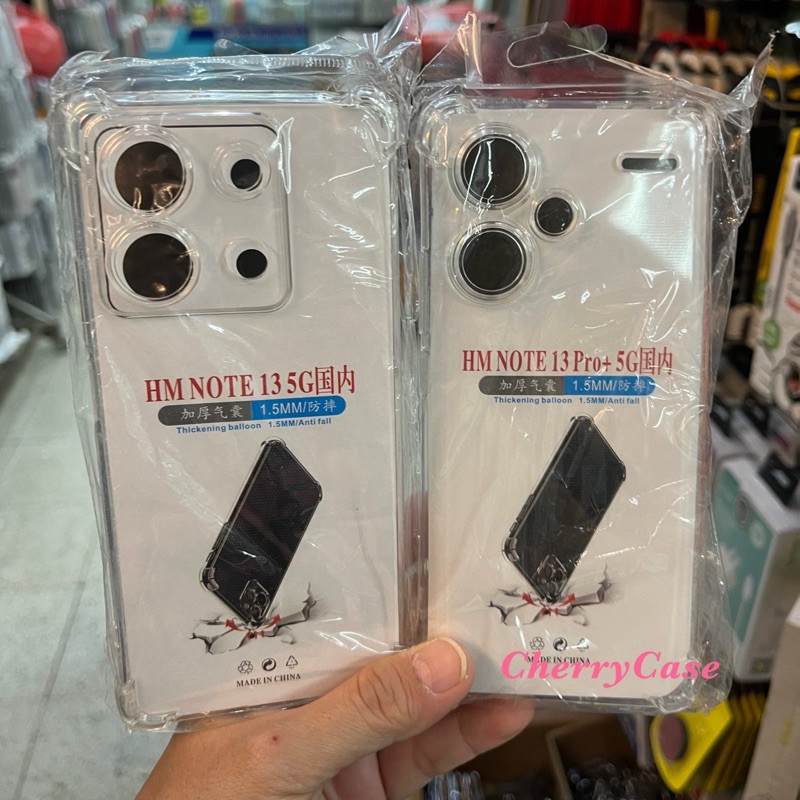 HM NOTE 13 5G国内
加厚气囊 1.5MM/防摔
Thickening balloon 1.5MM/Anti fall
MADE IN CHINA
HM NOTE 13 Pro+ 5G国内
加厚气囊 1.5MM/防摔
Thickening balloon 1.5MM/Anti fall
MADE IN CHINA
CherryCase